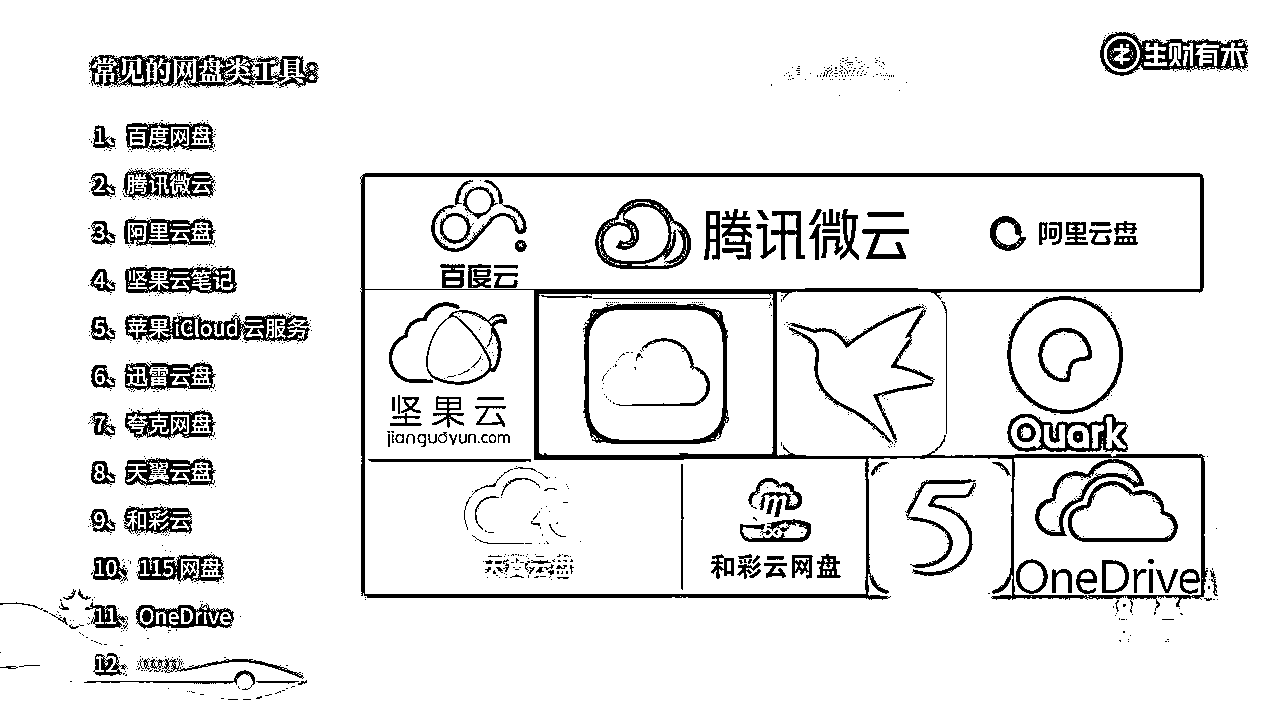 生财有术
常见的网盘类工具：
1、百度网盘
2、腾讯微云
3、阿里云盘
4、坚果云笔记
5、苹果 iCloud 云服务
6、迅雷云盘
7、夸克网盘
8、天翼云盘
9、和彩云
10、115 网盘
11、OneDrive
12、......
百度云
腾讯微云
阿里云盘
坚果云
jianguoyun.com
Quark
天翼云盘
和彩云网盘
5
OneDrive